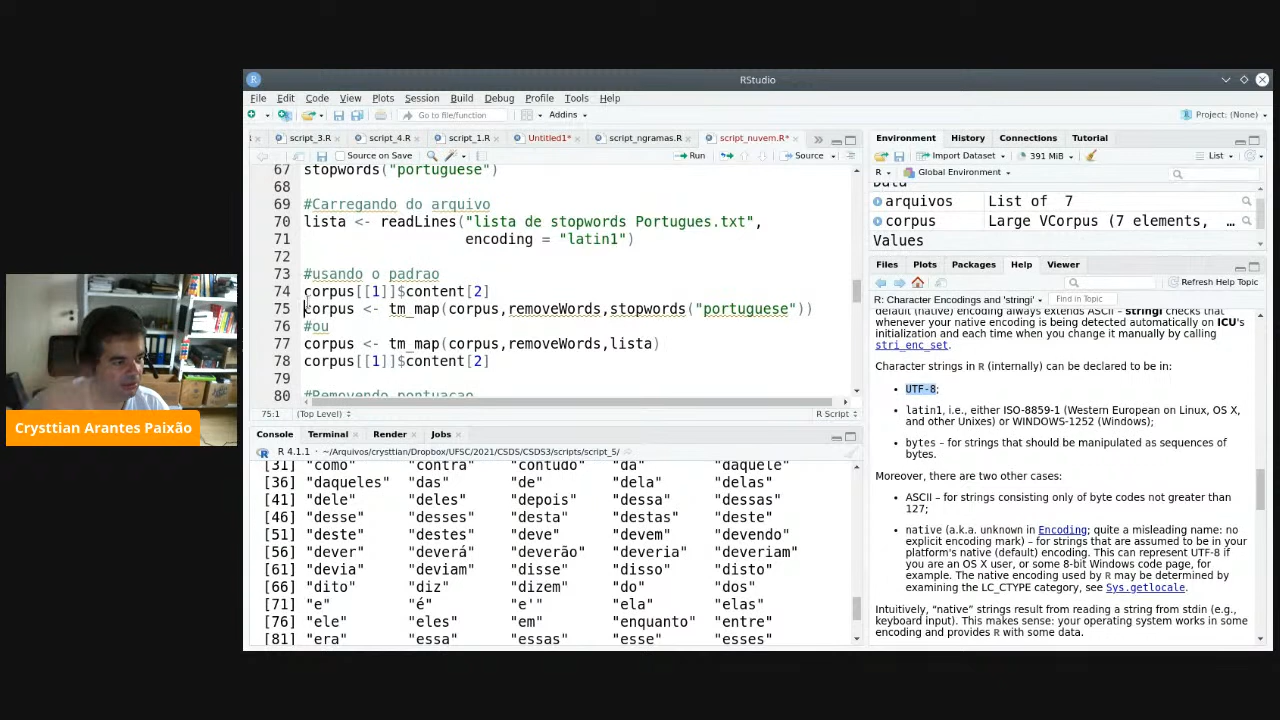 RStudio
File Edit Code View Plots Session Build Debug Profile Tools Help
Go to file/function Addins Project: (None)
script_3.R script_4.R script_1.R Untitled1* script_ngramas.R script_nuvem.R*
Source on Save Run Source
67 stopwords("portuguese")
68
69 #Carregando do arquivo
70 lista <- readLines("lista de stopwords Portugues.txt",
71 encoding = "latin1")
72
73 #usando o padrao
74 corpus[[1]]$content[2]
75 corpus <- tm_map(corpus,removeWords,stopwords("portuguese"))
76 #ou
77 corpus <- tm_map(corpus,removeWords,lista)
78 corpus[[1]]$content[2]
79
80 #Removendo pontuacao
75:1 (Top Level) R Script
Console Terminal Render Jobs
R 4.1.1 · ~/Arquivos/crysttian/Dropbox/UFSC/2021/CSDS/CSDS3/scripts/script_5/
[31] "como" "contra" "contudo" "da" "daquele"
[36] "daqueles" "das" "de" "dela" "delas"
[41] "dele" "deles" "depois" "dessa" "dessas"
[46] "desse" "desses" "desta" "destas" "deste"
[51] "deste" "destes" "deve" "devem" "devendo"
[56] "dever" "deverá" "deverão" "deveria" "deveriam"
[61] "devia" "deviam" "disse" "disso" "disto"
[66] "dito" "diz" "dizem" "do" "dos"
[71] "e" "é" "e'" "ela" "elas"
[76] "ele" "eles" "em" "enquanto" "entre"
[81] "era" "essa" "essas" "esse" "esses"
Environment History Connections Tutorial
Import Dataset 391 MiB List
R Global Environment
Data
arquivos List of 7
corpus Large VCorpus (7 elements, …
Values
Files Plots Packages Help Viewer
Refresh Help Topic
R: Character Encodings and 'stringi' Find in Topic
default (native) encoding always extends ASCII – stringi checks that
whenever your native encoding is being detected automatically on ICU's
initialization and each time when you change it manually by calling
stri_enc_set.
Character strings in R (internally) can be declared to be in:
• UTF-8;
• latin1, i.e., either ISO-8859-1 (Western European on Linux, OS X,
and other Unixes) or WINDOWS-1252 (Windows);
• bytes – for strings that should be manipulated as sequences of
bytes.
Moreover, there are two other cases:
• ASCII – for strings consisting only of byte codes not greater than
127;
• native (a.k.a. unknown in Encoding; quite a misleading name: no
explicit encoding mark) – for strings that are assumed to be in your
platform's native (default) encoding. This can represent UTF-8 if
you are an OS X user, or some 8-bit Windows code page, for
example. The native encoding used by R may be determined by
examining the LC_CTYPE category, see Sys.getlocale.
Intuitively, “native” strings result from reading a string from stdin (e.g.,
keyboard input). This makes sense: your operating system works in some
encoding and provides R with some data.
Crysttian Arantes Paixão